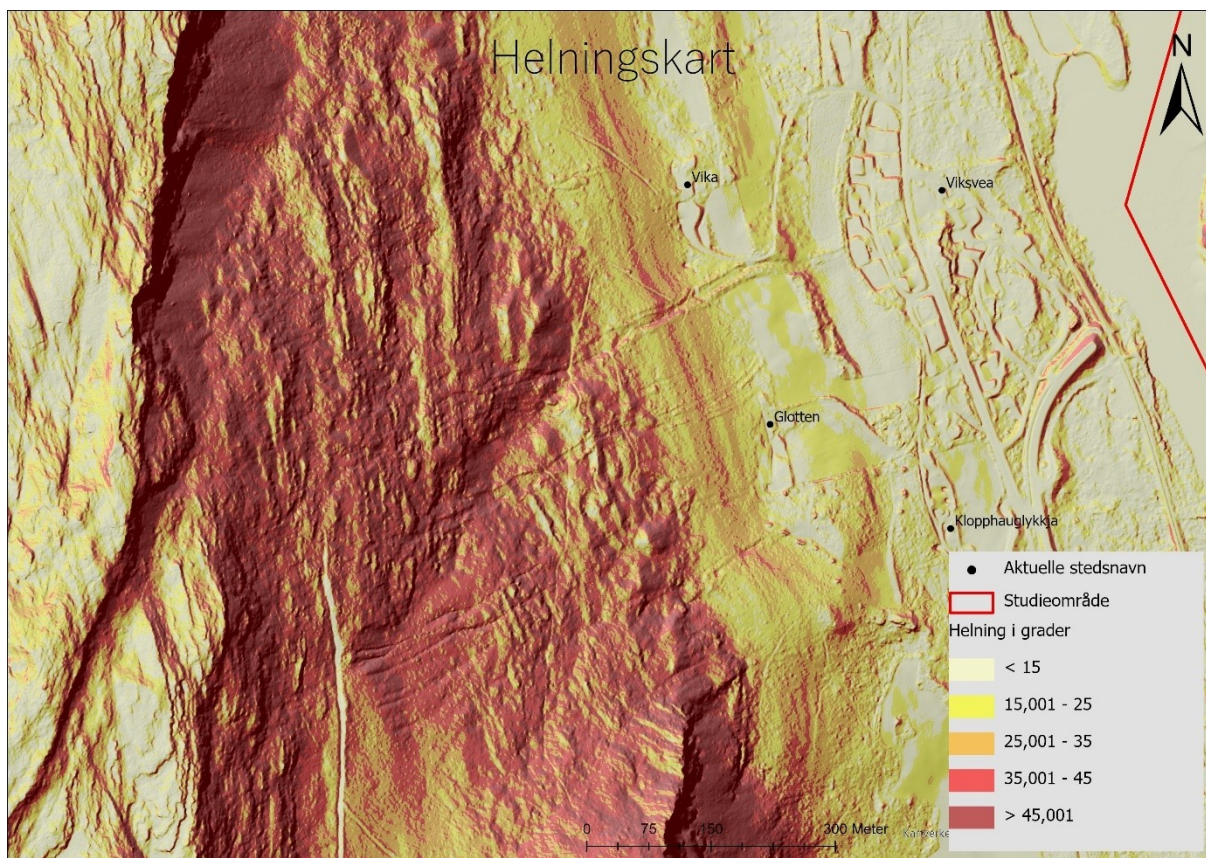 Helningskart
N
Vika
Viksvea
Glotten
Klopphauglykkja
Aktuelle stedsnavn
Studieområde
Helning i grader
< 15
15,001 - 25
25,001 - 35
35,001 - 45
> 45,001
0 75 150 300 Meter